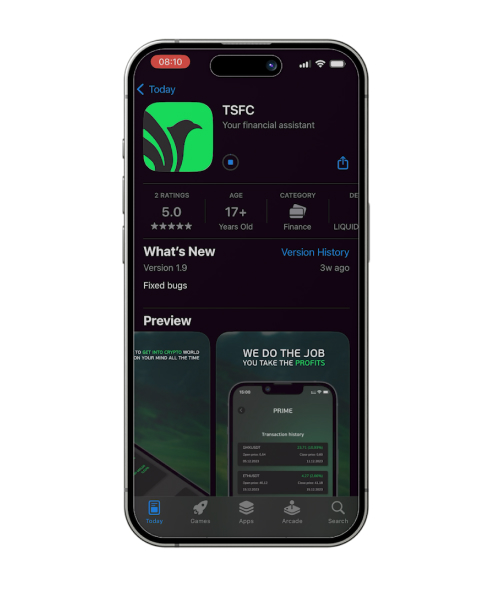 08:10
Today
TSFC
Your financial assistant
2 RATINGS
5.0
★★★★★
AGE
17+
Years Old
CATEGORY
Finance
DE
LIQUID
What's New
Version History
Version 1.9
3w ago
Fixed bugs
Preview
TO GET INTO CRYPTO WORLD
ON YOUR MIND ALL THE TIME
WE DO THE JOB
YOU TAKE THE PROFITS
PRIME
Transaction history
Today
Games
Apps
Arcade
Search